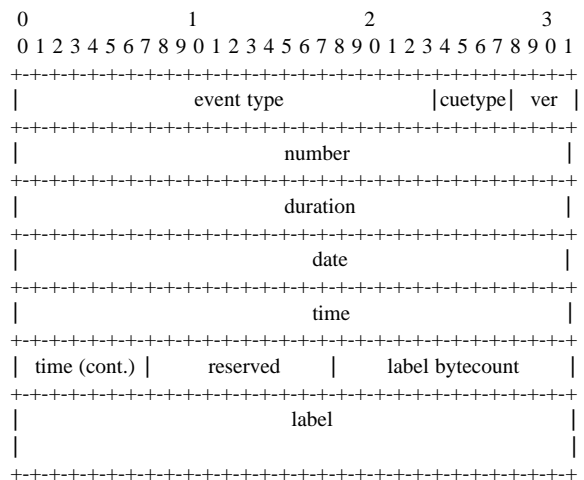 0 1 2 3
0 1 2 3 4 5 6 7 8 9 0 1 2 3 4 5 6 7 8 9 0 1 2 3 4 5 6 7 8 9 0 1
+-+-+-+-+-+-+-+-+-+-+-+-+-+-+-+-+-+-+-+-+-+-+-+-+-+-+-+-+-+-+-+
| event type |cuetype| ver |
+-+-+-+-+-+-+-+-+-+-+-+-+-+-+-+-+-+-+-+-+-+-+-+-+-+-+-+-+-+-+-+
| number |
+-+-+-+-+-+-+-+-+-+-+-+-+-+-+-+-+-+-+-+-+-+-+-+-+-+-+-+-+-+-+-+
| duration |
+-+-+-+-+-+-+-+-+-+-+-+-+-+-+-+-+-+-+-+-+-+-+-+-+-+-+-+-+-+-+-+
| date |
+-+-+-+-+-+-+-+-+-+-+-+-+-+-+-+-+-+-+-+-+-+-+-+-+-+-+-+-+-+-+-+
| time |
+-+-+-+-+-+-+-+-+-+-+-+-+-+-+-+-+-+-+-+-+-+-+-+-+-+-+-+-+-+-+-+
| time (cont.) | reserved | label bytecount |
+-+-+-+-+-+-+-+-+-+-+-+-+-+-+-+-+-+-+-+-+-+-+-+-+-+-+-+-+-+-+-+
| label |
| |
+-+-+-+-+-+-+-+-+-+-+-+-+-+-+-+-+-+-+-+-+-+-+-+-+-+-+-+-+-+-+-+